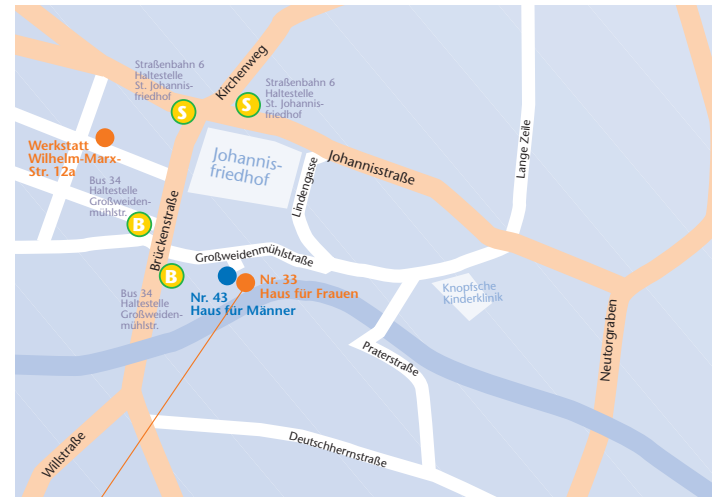 Straßenbahn 6
Haltestelle
St. Johannis-
friedhof
Kirchenweg
Straßenbahn 6
Haltestelle
St. Johannis-
friedhof
S
S
Werkstatt
Wilhelm-Marx-
Str. 12a
Johannis-
friedhof
Johannisstraße
Lange Zeile
Lindengasse
Bus 34
Haltestelle
Großweiden-
mühlstr.
B
Brückenstraße
Großweidenmühlstraße
B
Nr. 33
Haus für Frauen
Nr. 43
Haus für Männer
Bus 34
Haltestelle
Großweiden-
mühlstr.
Knopfsche
Kinderklinik
Neutorgraben
Praterstraße
Willstraße
Deutschherrnstraße